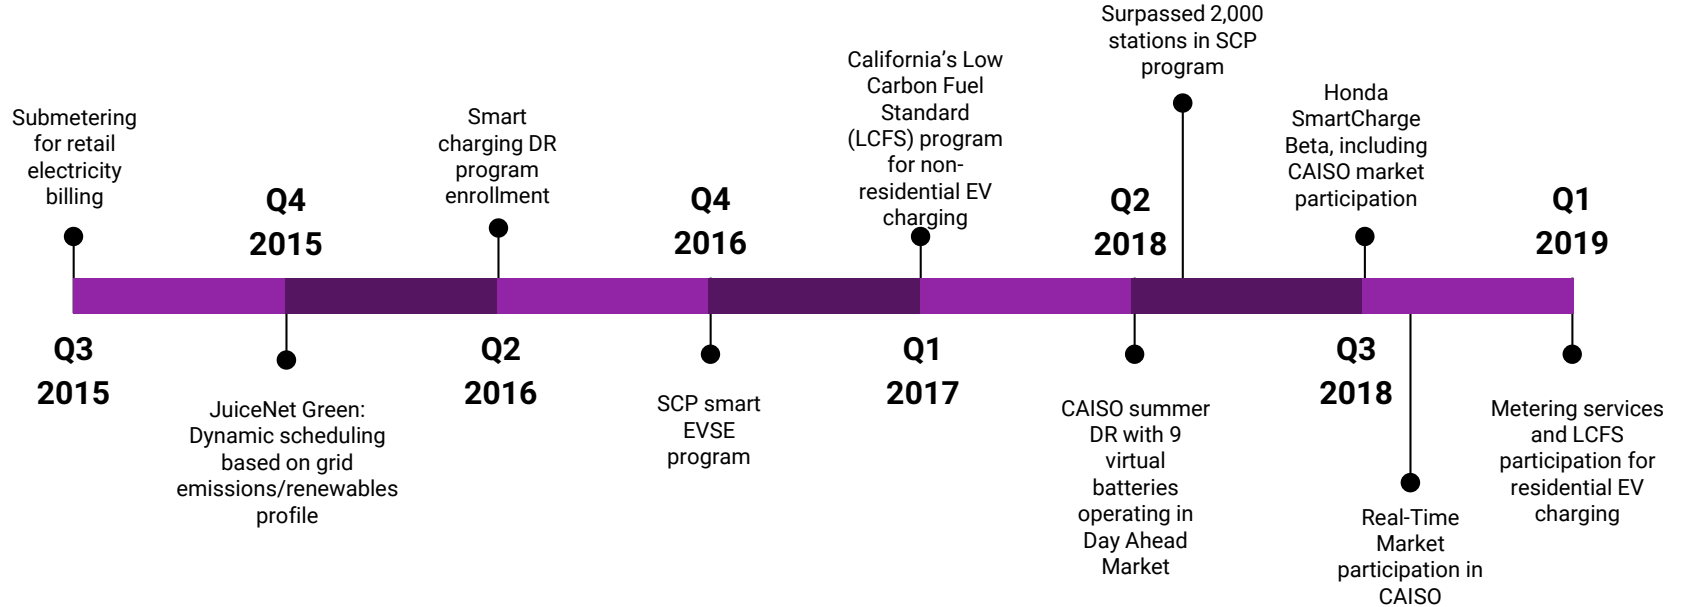 Submetering
for retail
electricity
billing
Q3
2015
Q4
2015
JuiceNet Green:
Dynamic scheduling
based on grid
emissions/renewables
profile
Smart
charging DR
program
enrollment
Q2
2016
Q4
2016
SCP smart
EVSE
program
California’s Low
Carbon Fuel
Standard
(LCFS) program
for non-
residential EV
charging
Q1
2017
Q2
2018
CAISO summer
DR with 9
virtual
batteries
operating in
Day Ahead
Market
Surpassed 2,000
stations in SCP
program
Honda
SmartCharge
Beta, including
CAISO market
participation
Q3
2018
Real-Time
Market
participation in
CAISO
Q1
2019
Metering services
and LCFS
participation for
residential EV
charging